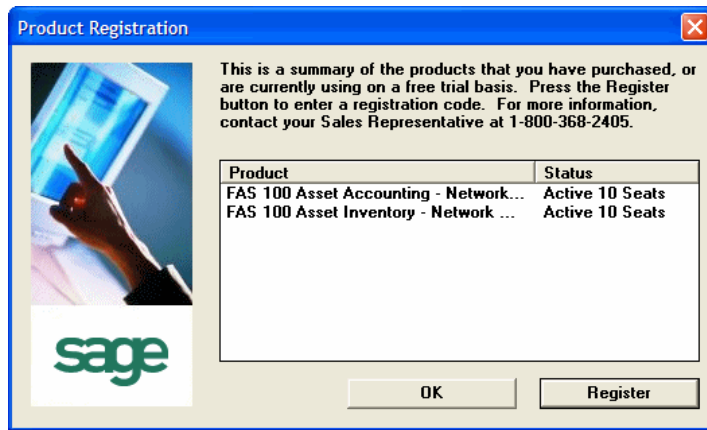 Product Registration
This is a summary of the products that you have purchased, or
are currently using on a free trial basis.  Press the Register
button to enter a registration code.  For more information,
contact your Sales Representative at 1-800-368-2405.
Product Status
FAS 100 Asset Accounting - Network... Active 10 Seats
FAS 100 Asset Inventory - Network ... Active 10 Seats
sage
OK Register